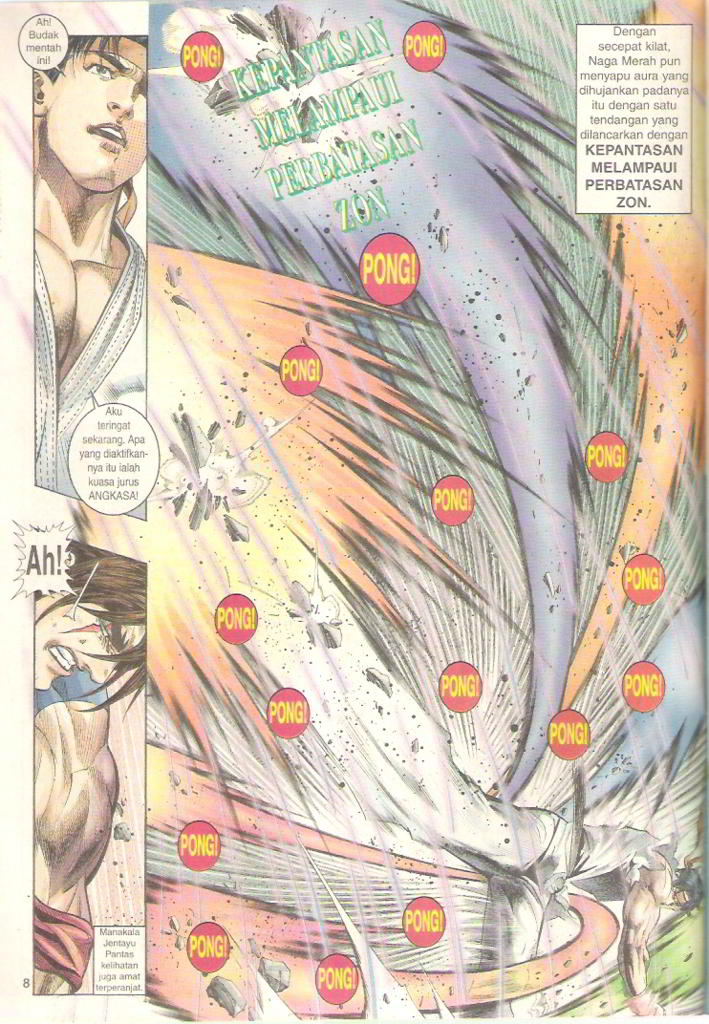 Ah!
Budak
mentah
ini!
PONG!
KEPANTASAN
MELAMPAUI
PERBATASAN
ZON
PONG!
Dengan
secepat kilat,
Naga Merah pun
menyapu aura yang
dihujankan padanya
itu dengan satu
tendangan yang
dilancarkan dengan
KEPANTASAN
MELAMPAUI
PERBATASAN
ZON.
PONG!
PONG!
Aku
teringat
sekarang. Apa
yang diaktifkan-
nya itu ialah
kuasa jurus
ANGKASA!
PONG!
PONG!
Ah!
PONG!
PONG!
PONG!
PONG!
PONG!
PONG!
PONG!
PONG!
PONG!
PONG!
Manakala
Jentayu
Pantas
kelihatan
juga amat
terperanjat.
8